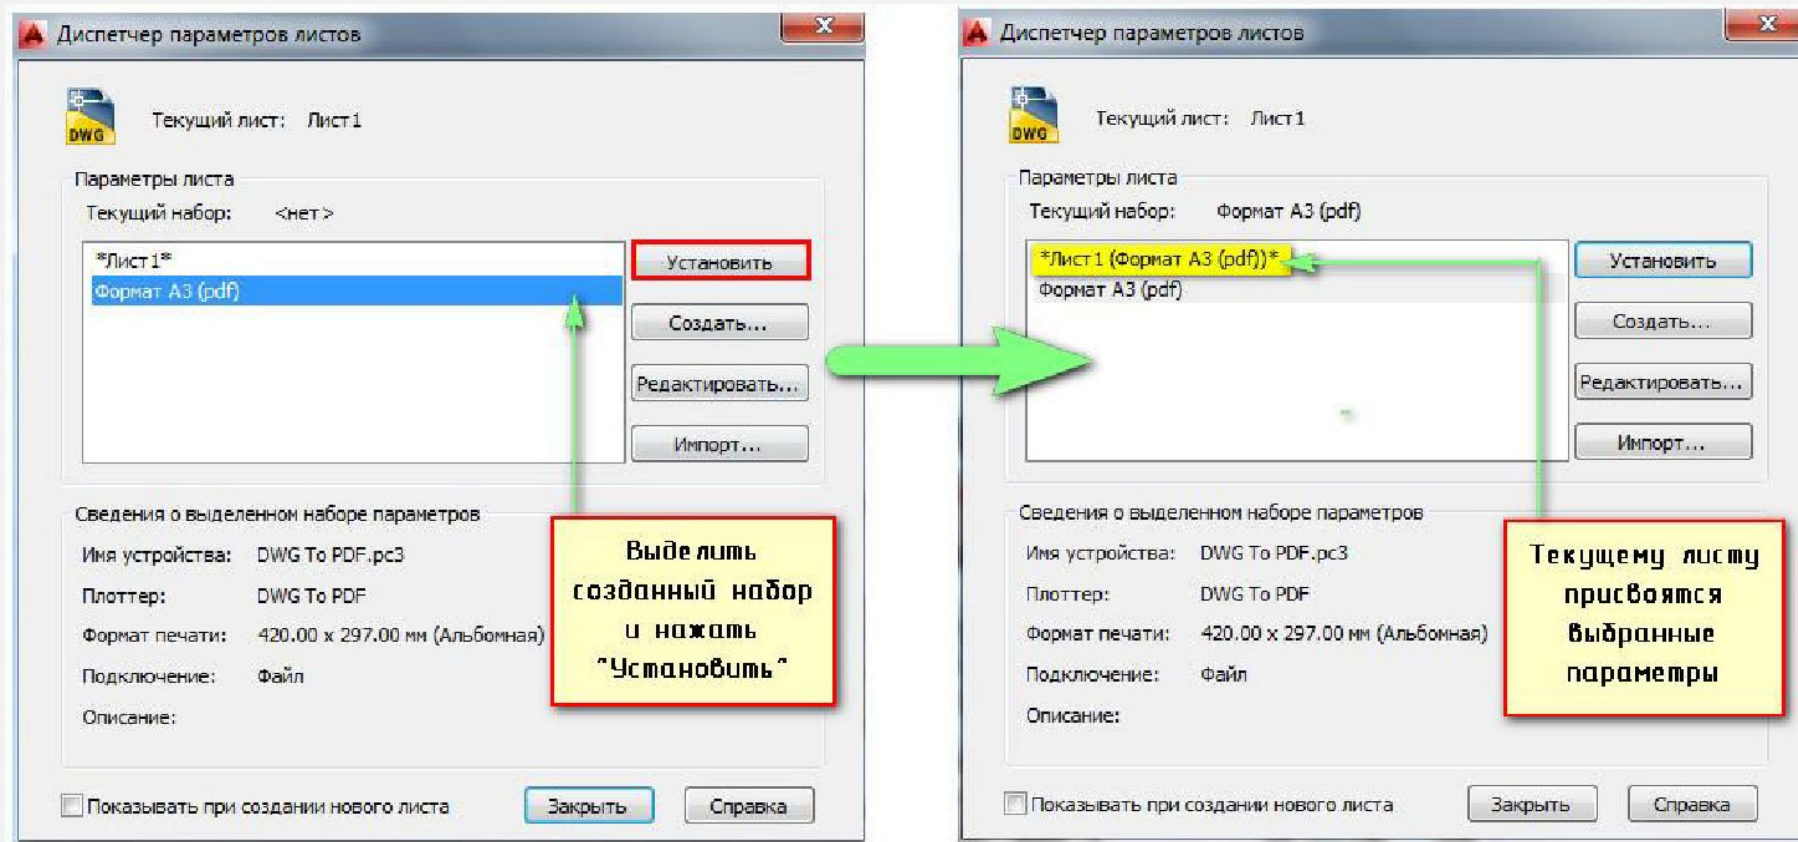 Диспетчер параметров листов
DWG
Текущий лист: Лист1
Параметры листа
Текущий набор: <нет>
*Лист1*
Формат А3 (pdf)
Установить
Создать...
Редактировать...
Импорт...
Сведения о выделенном наборе параметров
Имя устройства: DWG To PDF.pc3
Плоттер: DWG To PDF
Формат печати: 420.00 x 297.00 мм (Альбомная)
Подключение: Файл
Описание:
Выделить
созданный набор
и нажать
"Установить"
Показывать при создании нового листа
Закрыть
Справка
Диспетчер параметров листов
DWG
Текущий лист: Лист1
Параметры листа
Текущий набор: Формат А3 (pdf)
*Лист1 (Формат А3 (pdf))*
Формат А3 (pdf)
Установить
Создать...
Редактировать...
Импорт...
Сведения о выделенном наборе параметров
Имя устройства: DWG To PDF.pc3
Плоттер: DWG To PDF
Формат печати: 420.00 x 297.00 мм (Альбомная)
Подключение: Файл
Описание:
Текущему листу
присвоятся
выбранные
параметры
Показывать при создании нового листа
Закрыть
Справка